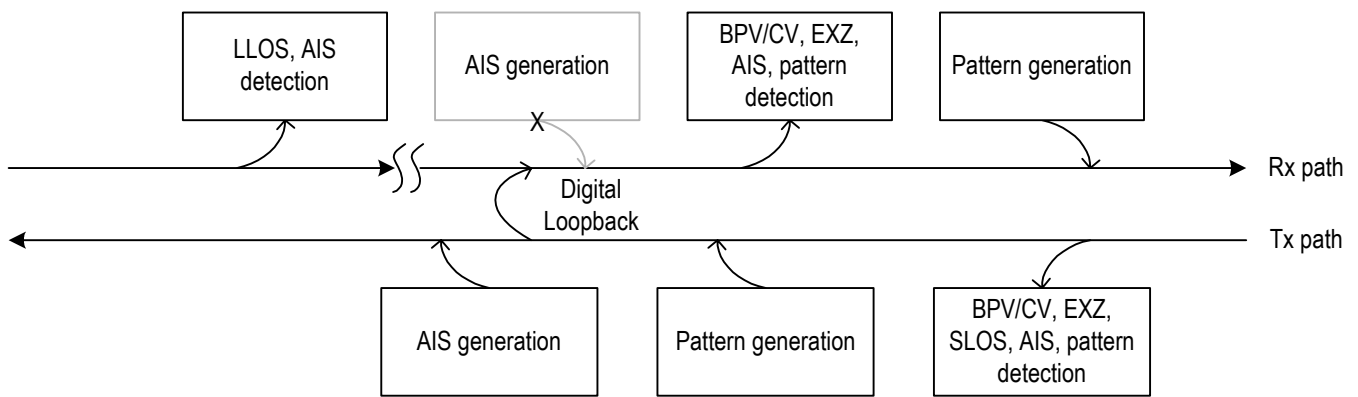 LLOS, AIS
detection
AIS generation
BPV/CV, EXZ,
AIS, pattern
detection
Pattern generation
X
Rx path
Digital
Loopback
Tx path
AIS generation
Pattern generation
BPV/CV, EXZ,
SLOS, AIS, pattern
detection